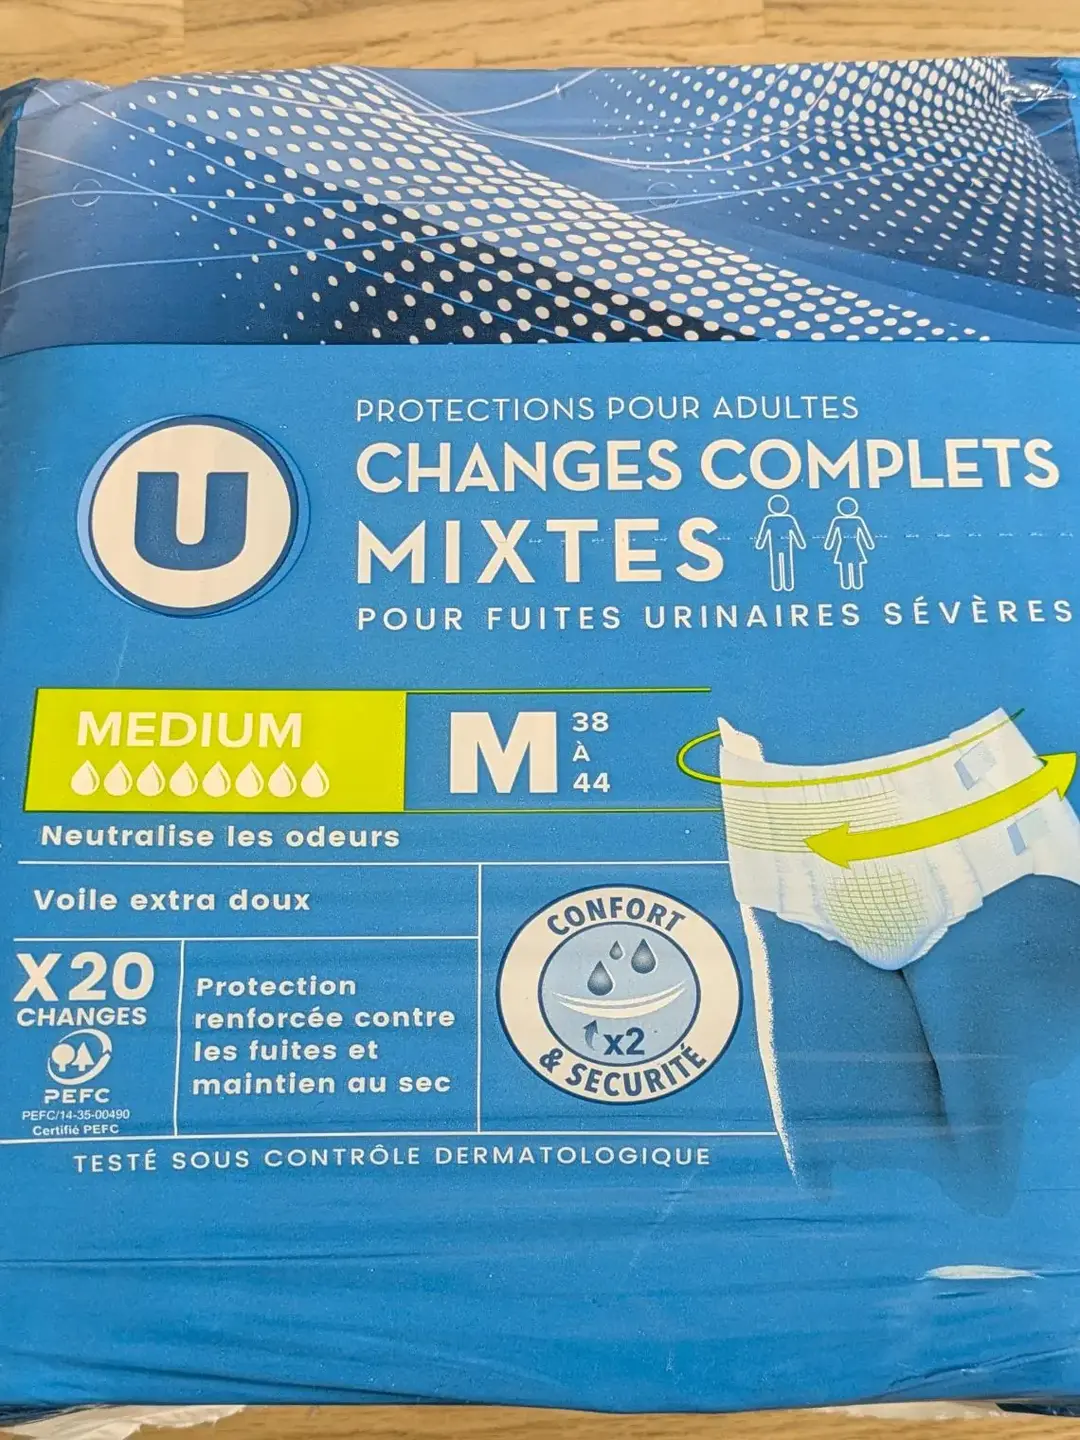 PROTECTIONS POUR ADULTES
U
CHANGES COMPLETS
MIXTES
POUR FUITES URINAIRES SÉVÈRES
MEDIUM
M
38
À
44
Neutralise les odeurs
Voile extra doux
X20
CHANGES
PEFC
PEFC/14-35-00490
Certifié PEFC
Protection
renforcée contre
les fuites et
maintien au sec
CONFORT
x2
& SECURITÉ
TESTÉ SOUS CONTRÔLE DERMATOLOGIQUE